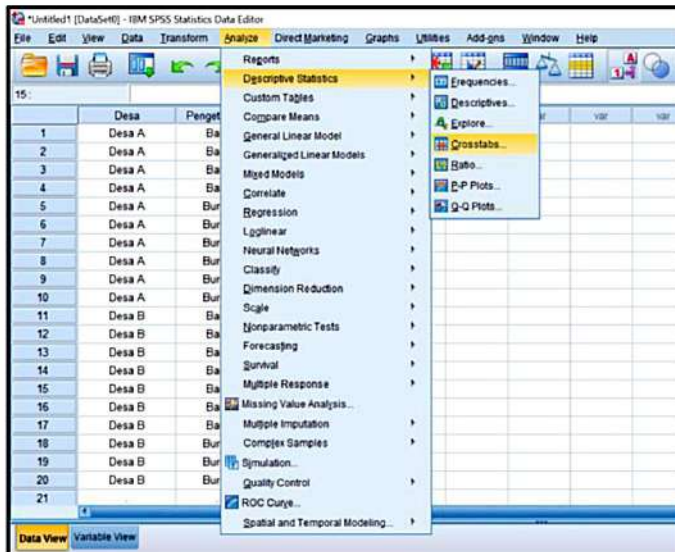 *Untitled1 [DataSet0] - IBM SPSS Statistics Data Editor
File Edit View Data Transform Analyze Direct Marketing Graphs Utilities Add-ons Window Help
15 :
Desa Penget var var
1 Desa A Ba
2 Desa A Ba
3 Desa A Ba
4 Desa A Ba
5 Desa A Bur
6 Desa A Bur
7 Desa A Bur
8 Desa A Bur
9 Desa A Bur
10 Desa A Bur
11 Desa B Ba
12 Desa B Ba
13 Desa B Ba
14 Desa B Ba
15 Desa B Ba
16 Desa B Ba
17 Desa B Ba
18 Desa B Bur
19 Desa B Bur
20 Desa B Bur
21
Reports
Descriptive Statistics
Custom Tables
Compare Means
General Linear Model
Generalized Linear Models
Mixed Models
Correlate
Regression
Loglinear
Neural Networks
Classify
Dimension Reduction
Scale
Nonparametric Tests
Forecasting
Survival
Multiple Response
Missing Value Analysis...
Multiple Imputation
Complex Samples
Simulation...
Quality Control
ROC Curve...
Spatial and Temporal Modeling...
Frequencies...
Descriptives...
Explore...
Crosstabs...
Ratio...
P-P Plots...
Q-Q Plots...
Data View Variable View